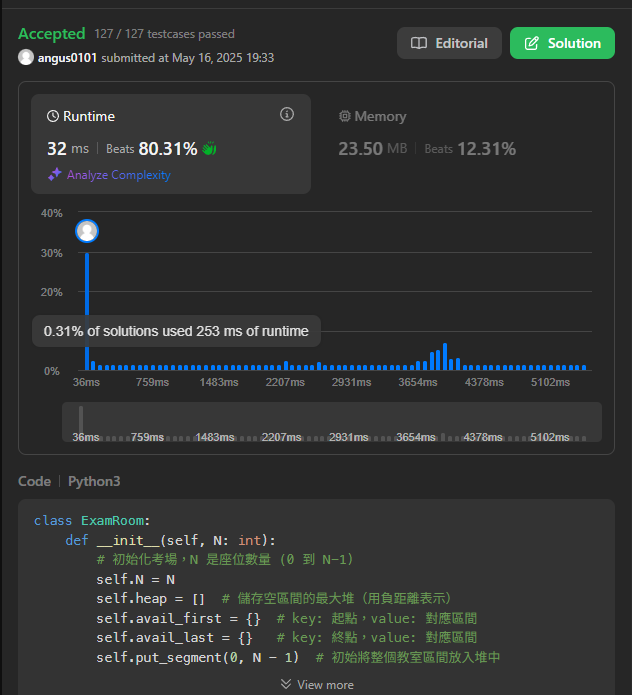 Accepted 127 / 127 testcases passed
angus0101 submitted at May 16, 2025 19:33
Editorial
Solution
Runtime
32 ms | Beats 80.31%
Analyze Complexity
Memory
23.50 MB | Beats 12.31%
40%
30%
20%
0.31% of solutions used 253 ms of runtime
0%
36ms 759ms 1483ms 2207ms 2931ms 3654ms 4378ms 5102ms
36ms 759ms 1483ms 2207ms 2931ms 3654ms 4378ms 5102ms
Code | Python3
class ExamRoom:
    def __init__(self, N: int):
        # 初始化考場，N 是座位數量 (0 到 N-1)
        self.N = N
        self.heap = []  # 儲存空區間的最大堆（用負距離表示）
        self.avail_first = {}  # key: 起點，value: 對應區間
        self.avail_last = {}   # key: 終點，value: 對應區間
        self.put_segment(0, N - 1)  # 初始將整個教室區間放入堆中
View more